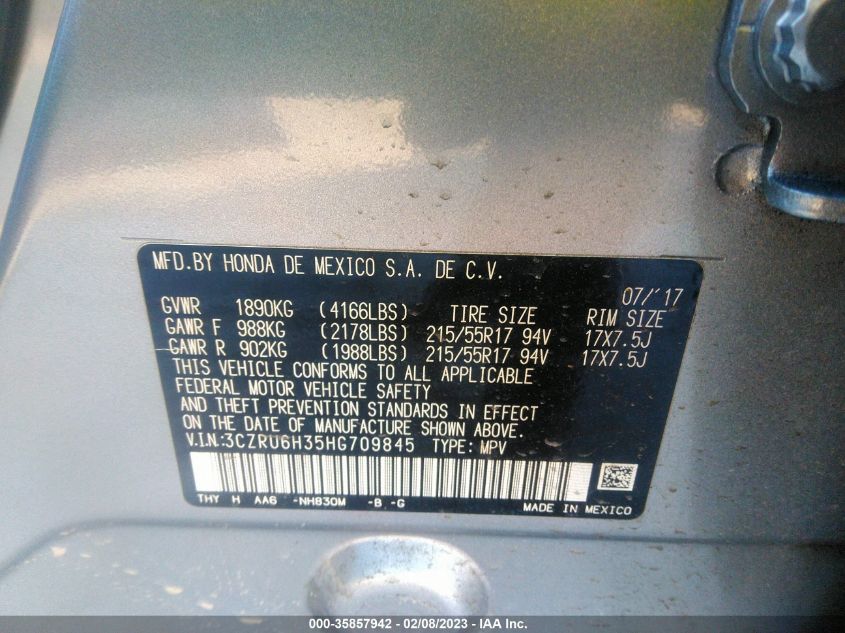 MFD.BY HONDA DE MEXICO S.A. DE C.V.
07/'17
GVWR 1890KG (4166LBS) TIRE SIZE RIM SIZE
GAWR F 988KG (2178LBS) 215/55R17 94V 17X7.5J
GAWR R 902KG (1988LBS) 215/55R17 94V 17X7.5J
THIS VEHICLE CONFORMS TO ALL APPLICABLE
FEDERAL MOTOR VEHICLE SAFETY
AND THEFT PREVENTION STANDARDS IN EFFECT
ON THE DATE OF MANUFACTURE SHOWN ABOVE.
V.I.N:3CZRU6H35HG709845 TYPE: MPV
THY H AA6 -NH830M -B -G MADE IN MEXICO
000-35857942 - 02/08/2023 - IAA Inc.